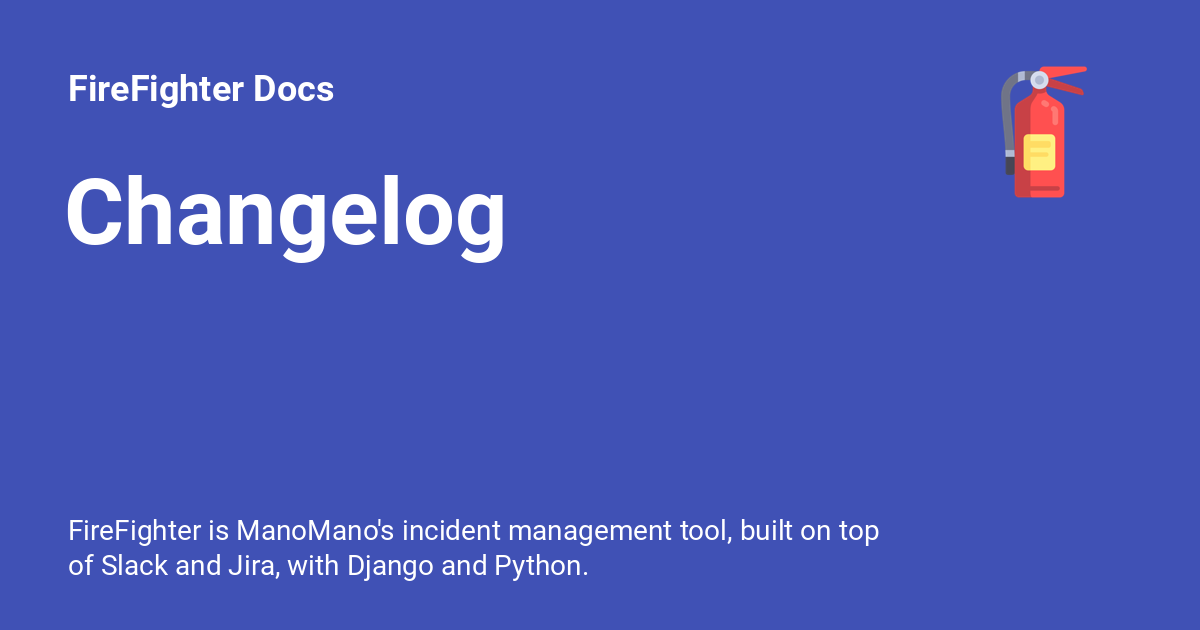 FireFighter Docs
Changelog
FireFighter is ManoMano's incident management tool, built on top
of Slack and Jira, with Django and Python.